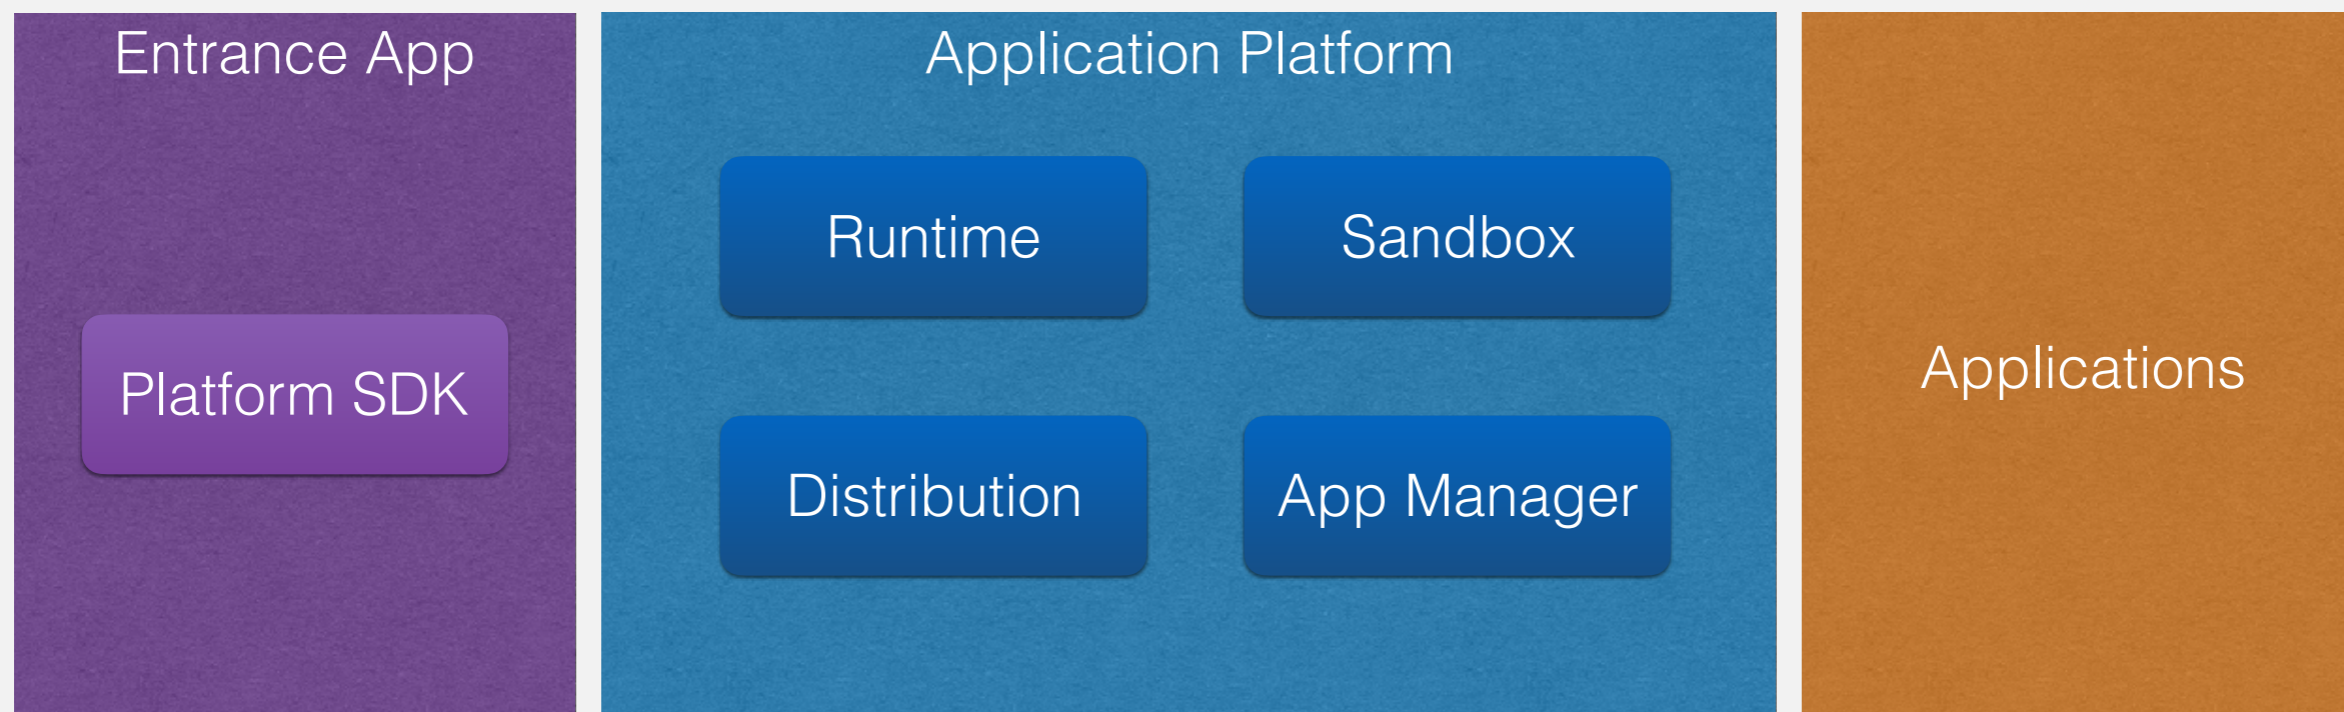 Entrance App
Platform SDK
Application Platform
Runtime
Sandbox
Distribution
App Manager
Applications